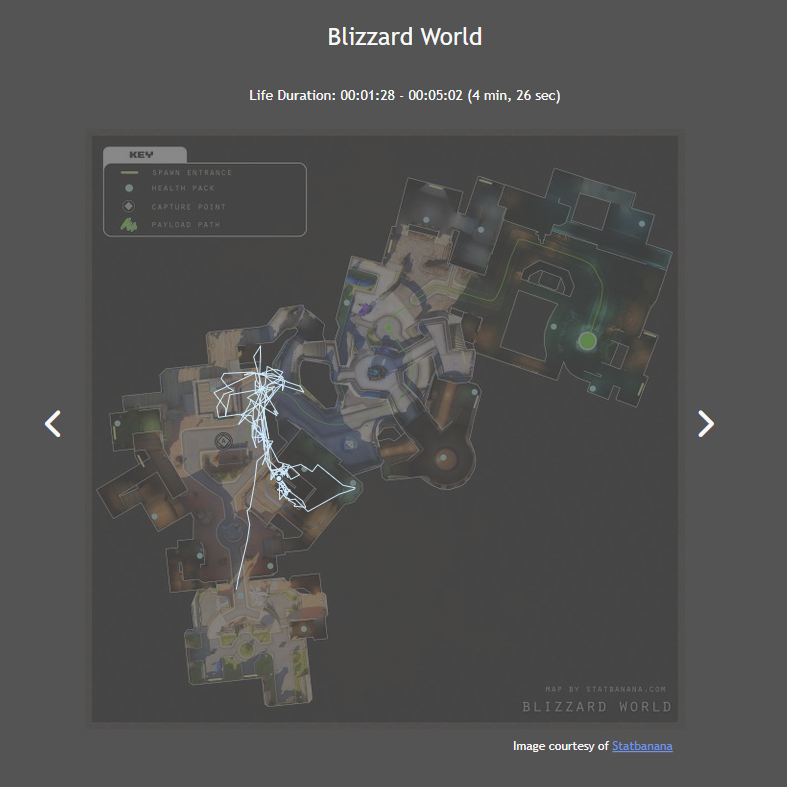 Blizzard World
Life Duration: 00:01:28 - 00:05:02 (4 min, 26 sec)
KEY
SPAWN ENTRANCE
HEALTH PACK
CAPTURE POINT
PAYLOAD PATH
MAP BY STATBANANA.COM
BLIZZARD WORLD
Image courtesy of Statbanana